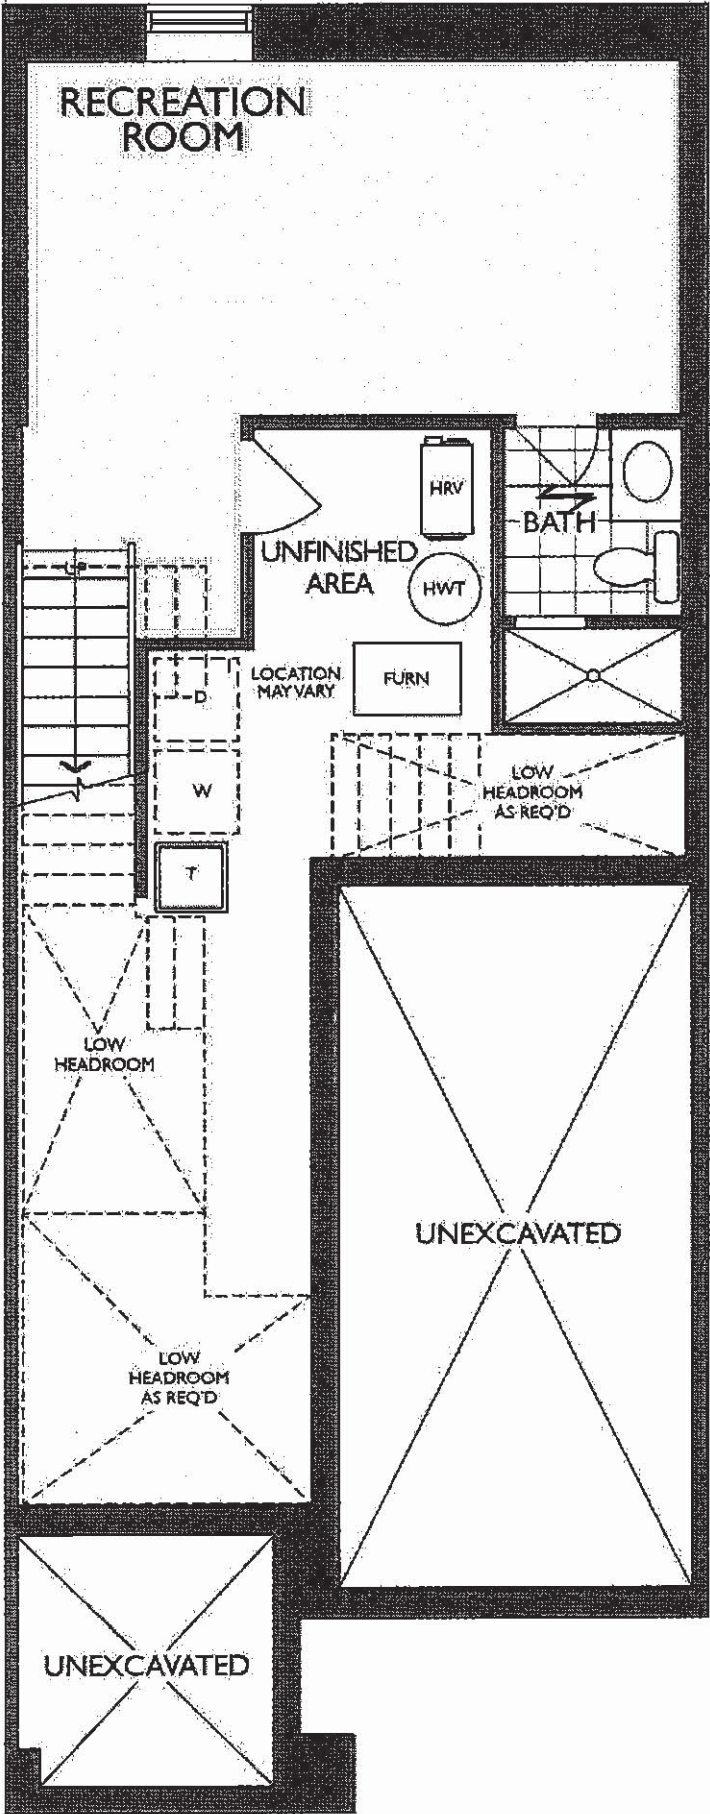 RECREATION
ROOM
HRV
BATH
UNFINISHED
AREA
HWT
UP
LOCATION
MAY VARY
FURN
D
W
LOW
HEADROOM
AS REQ'D
T
LOW
HEADROOM
UNEXCAVATED
LOW
HEADROOM
AS REQ'D
UNEXCAVATED